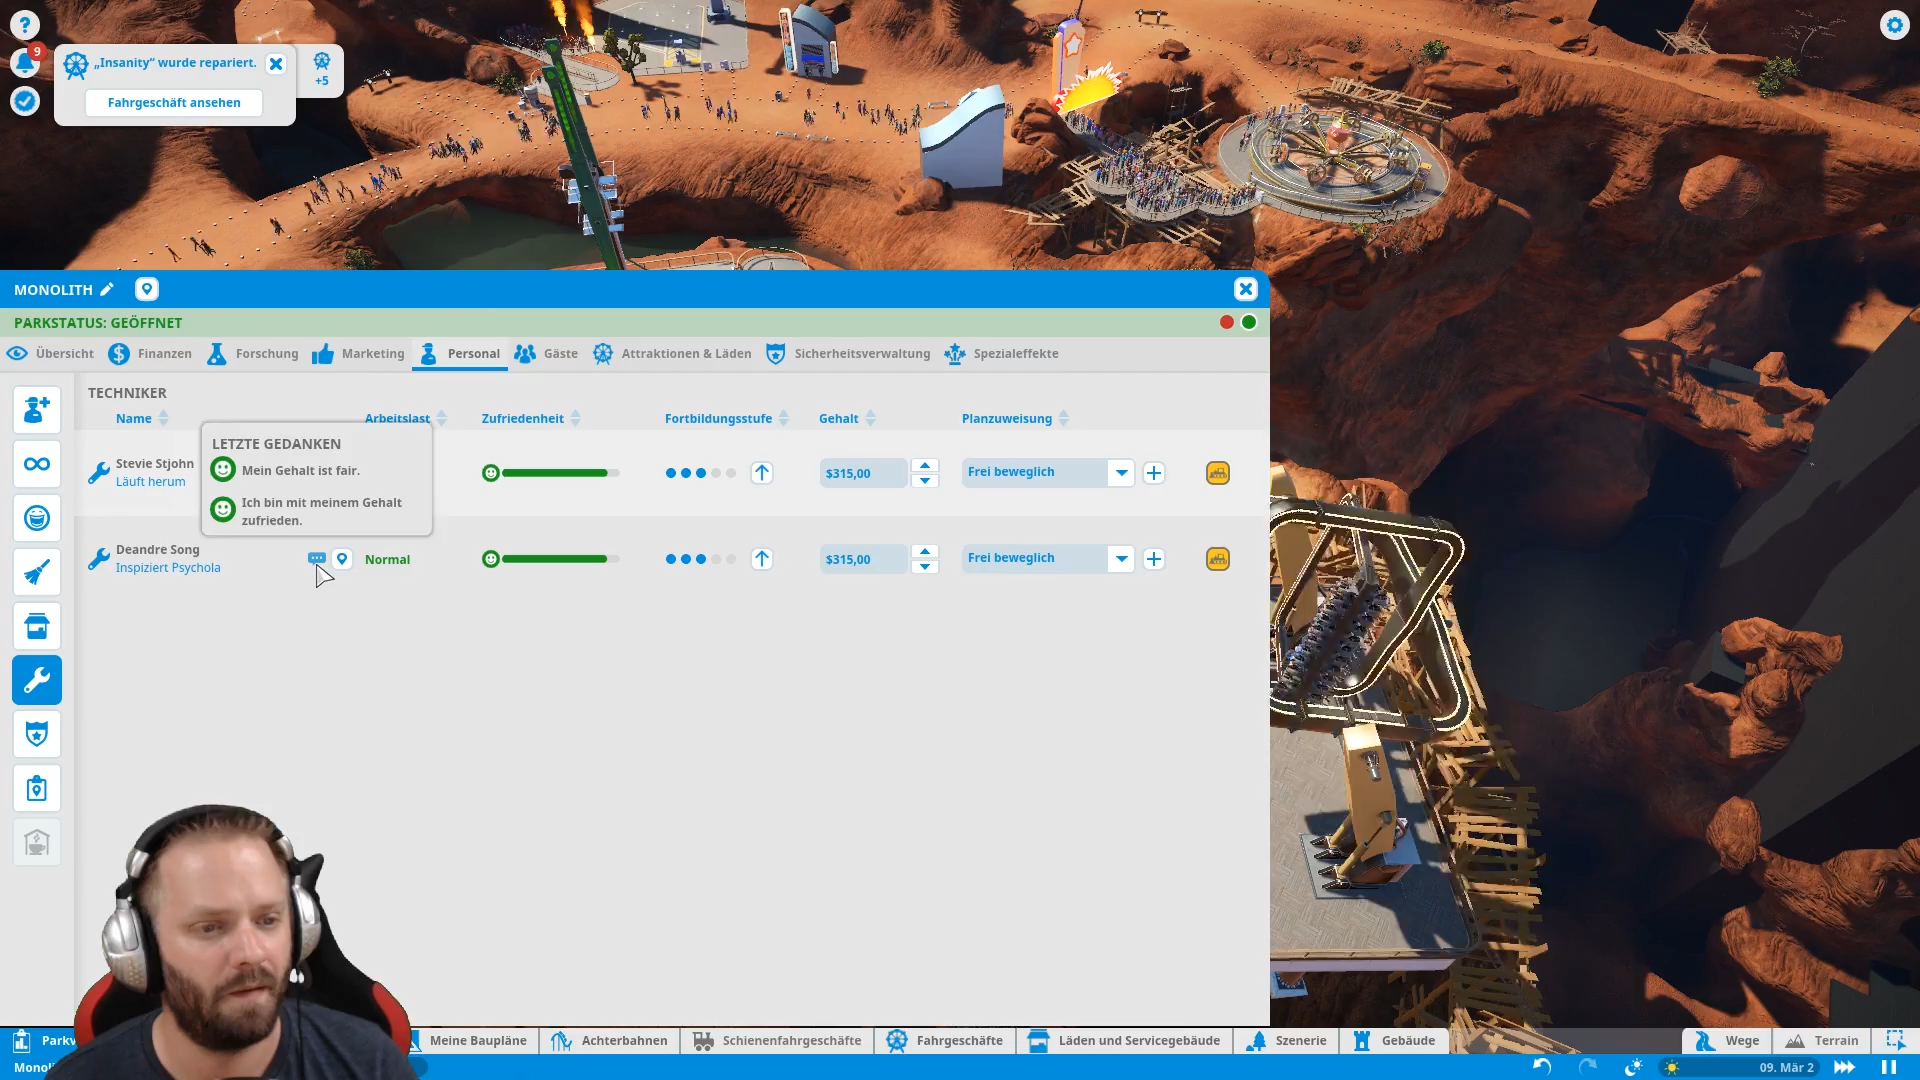 ?
9
„Insanity“ wurde repariert.
+5
Fahrgeschäft ansehen
MONOLITH
PARKSTATUS: GEÖFFNET
Übersicht
Finanzen
Forschung
Marketing
Personal
Gäste
Attraktionen & Läden
Sicherheitsverwaltung
Spezialeffekte
TECHNIKER
Name
Arbeitslast
Zufriedenheit
Fortbildungsstufe
Gehalt
Planzuweisung
LETZTE GEDANKEN
Mein Gehalt ist fair.
Ich bin mit meinem Gehalt
zufrieden.
Stevie Stjohn
Läuft herum
$315,00
Frei beweglich
Deandre Song
Inspiziert Psychola
Normal
$315,00
Frei beweglich
Meine Baupläne
Achterbahnen
Schienenfahrgeschäfte
Fahrgeschäfte
Läden und Servicegebäude
Szenerie
Gebäude
Wege
Terrain
09. Mär 2